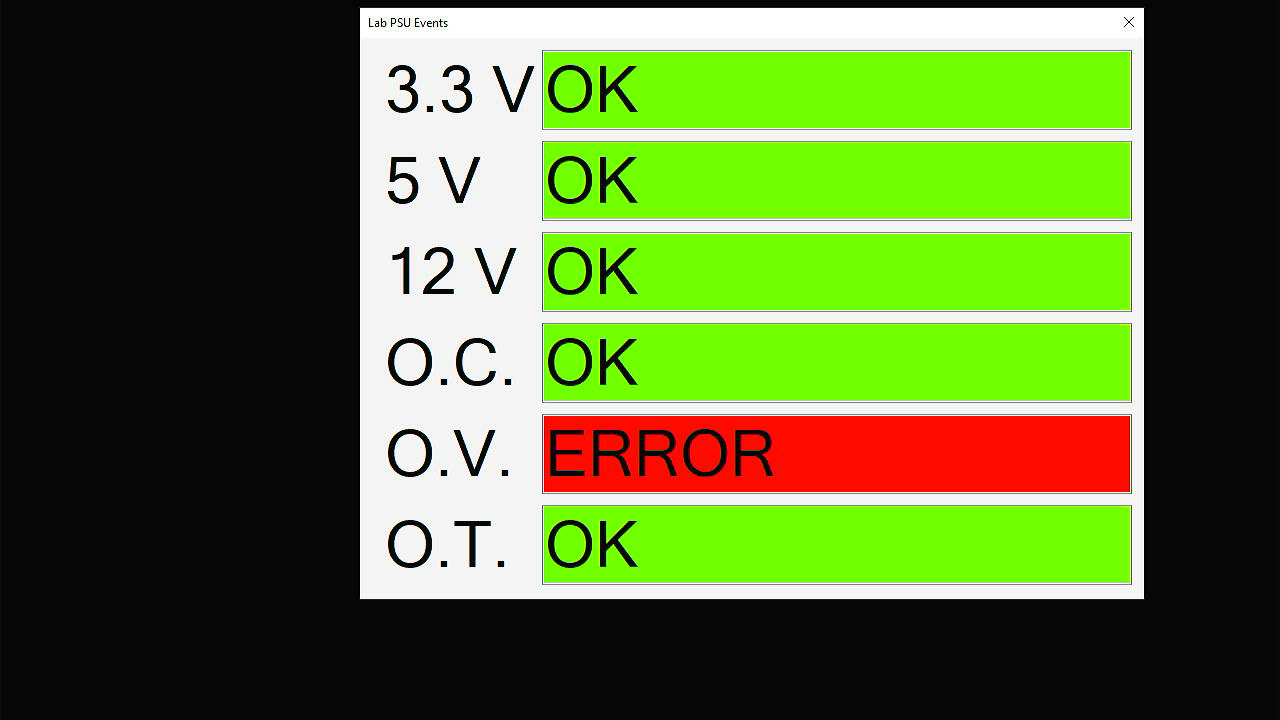 Lab PSU Events
3.3 V OK
5 V OK
12 V OK
O.C. OK
O.V. ERROR
O.T. OK